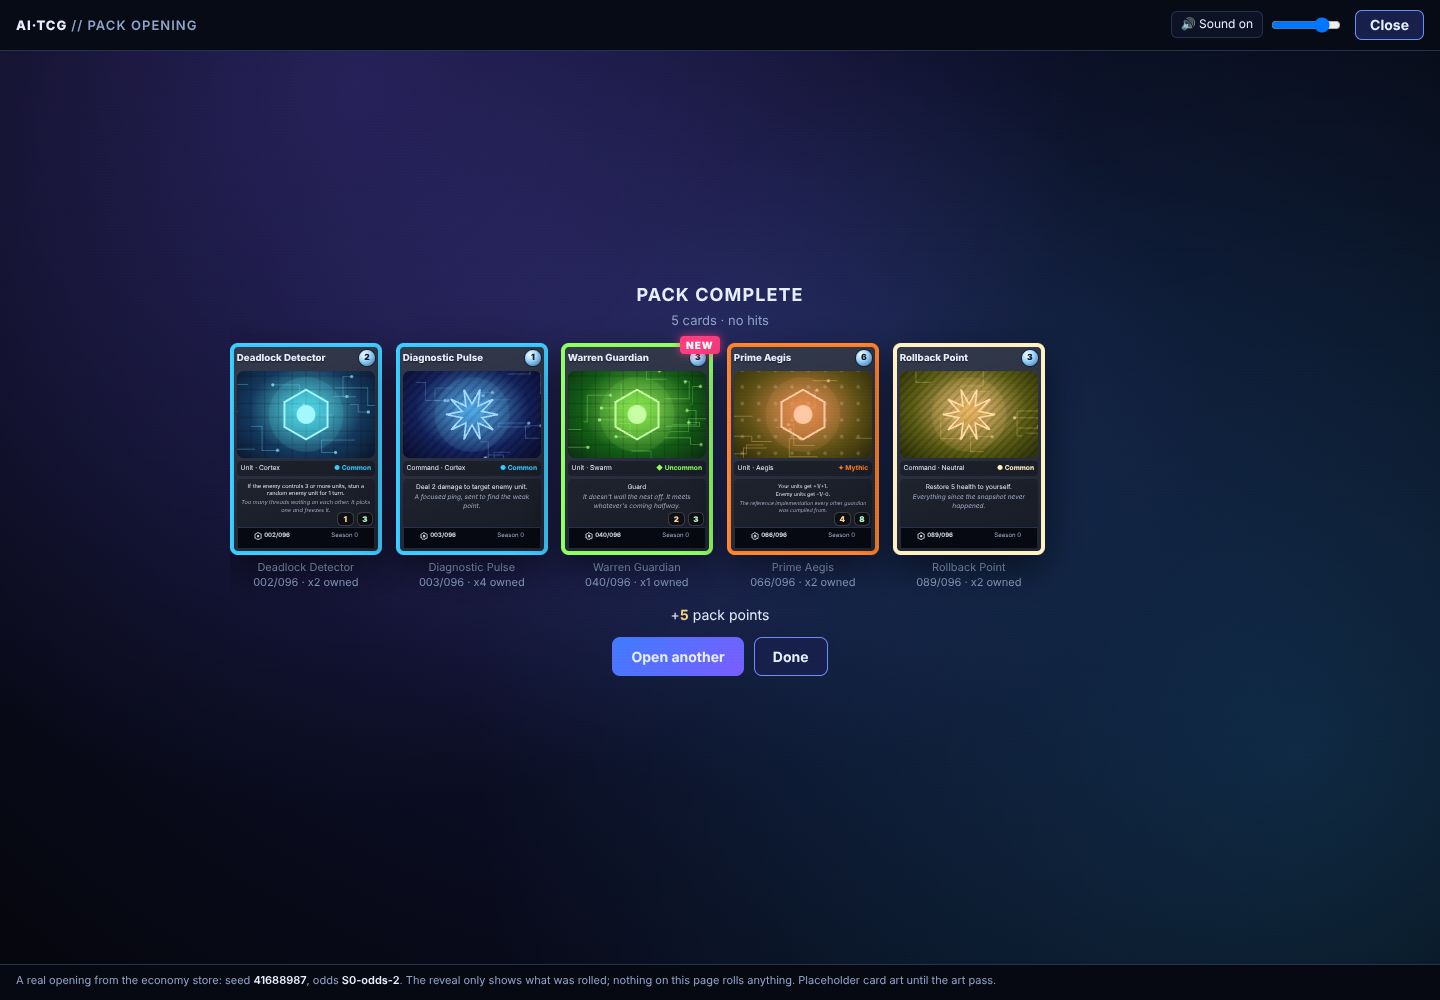 AI·TCG // PACK OPENING
🔊 Sound on
Close
PACK COMPLETE
5 cards · no hits
Deadlock Detector 2
Unit · Cortex ● Common
If the enemy controls 3 or more units, stun a
random enemy unit for 1 turn.
Too many threads waiting on each other. It picks
one and freezes it.
1 3
002/096 Season 0
Deadlock Detector
002/096 · x2 owned
Diagnostic Pulse 1
Command · Cortex ● Common
Deal 2 damage to target enemy unit.
A focused ping, sent to find the weak
point.
003/096 Season 0
Diagnostic Pulse
003/096 · x4 owned
NEW
Warren Guardian 3
Unit · Swarm ◆ Uncommon
Guard
It doesn't wait the nest off. It meets
whatever's coming halfway.
2 3
040/096 Season 0
Warren Guardian
040/096 · x1 owned
Prime Aegis 6
Unit · Aegis ✦ Mythic
Your units get +1/+1.
Enemy units get -1/-0.
The reference implementation every other guardian
was compiled from.
4 8
066/096 Season 0
Prime Aegis
066/096 · x2 owned
Rollback Point 3
Command · Neutral ● Common
Restore 5 health to yourself.
Everything since the snapshot never
happened.
089/096 Season 0
Rollback Point
089/096 · x2 owned
+5 pack points
Open another
Done
A real opening from the economy store: seed 41688987, odds S0-odds-2. The reveal only shows what was rolled; nothing on this page rolls anything. Placeholder card art until the art pass.